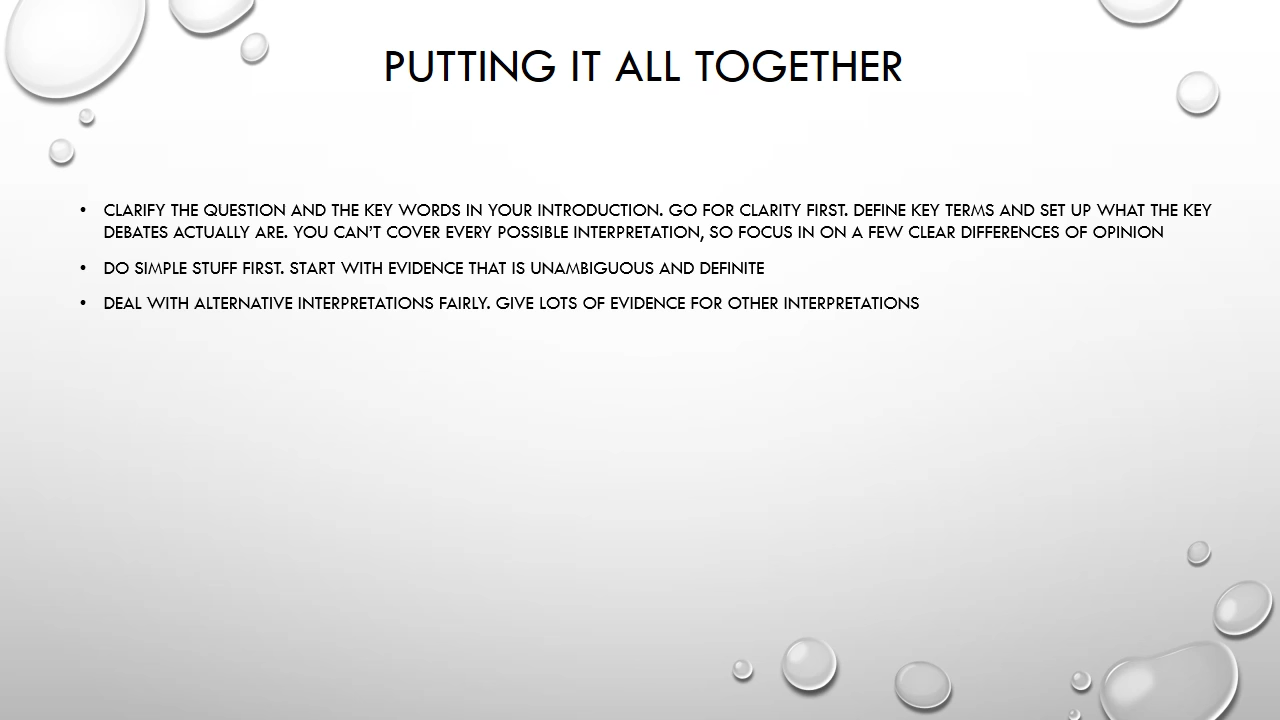 PUTTING IT ALL TOGETHER
• CLARIFY THE QUESTION AND THE KEY WORDS IN YOUR INTRODUCTION. GO FOR CLARITY FIRST. DEFINE KEY TERMS AND SET UP WHAT THE KEY
DEBATES ACTUALLY ARE. YOU CAN’T COVER EVERY POSSIBLE INTERPRETATION, SO FOCUS IN ON A FEW CLEAR DIFFERENCES OF OPINION
• DO SIMPLE STUFF FIRST. START WITH EVIDENCE THAT IS UNAMBIGUOUS AND DEFINITE
• DEAL WITH ALTERNATIVE INTERPRETATIONS FAIRLY. GIVE LOTS OF EVIDENCE FOR OTHER INTERPRETATIONS